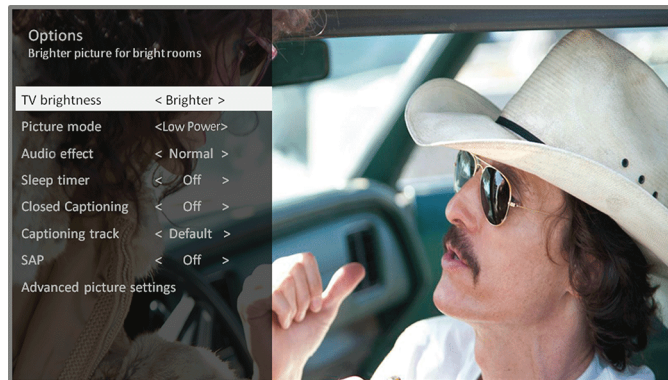 Options
Brighter picture for bright rooms
TV brightness < Brighter >
Picture mode <Low Power>
Audio effect < Normal >
Sleep timer < Off >
Closed Captioning < Off >
Captioning track < Default >
SAP < Off >
Advanced picture settings